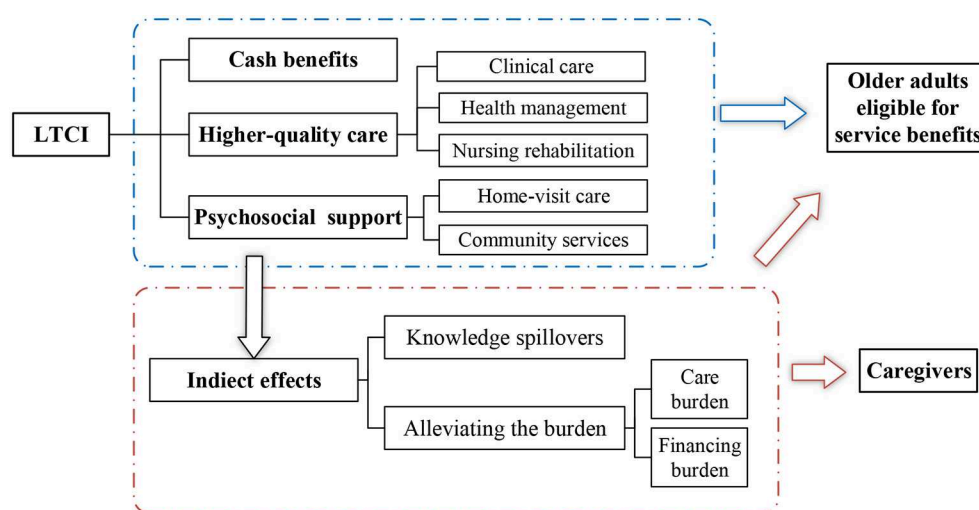 LTCI
Cash benefits
Higher-quality care
Psychosocial support
Clinical care
Health management
Nursing rehabilitation
Home-visit care
Community services
Older adults
eligible for
service benefits
Indiect effects
Knowledge spillovers
Alleviating the burden
Care
burden
Financing
burden
Caregivers